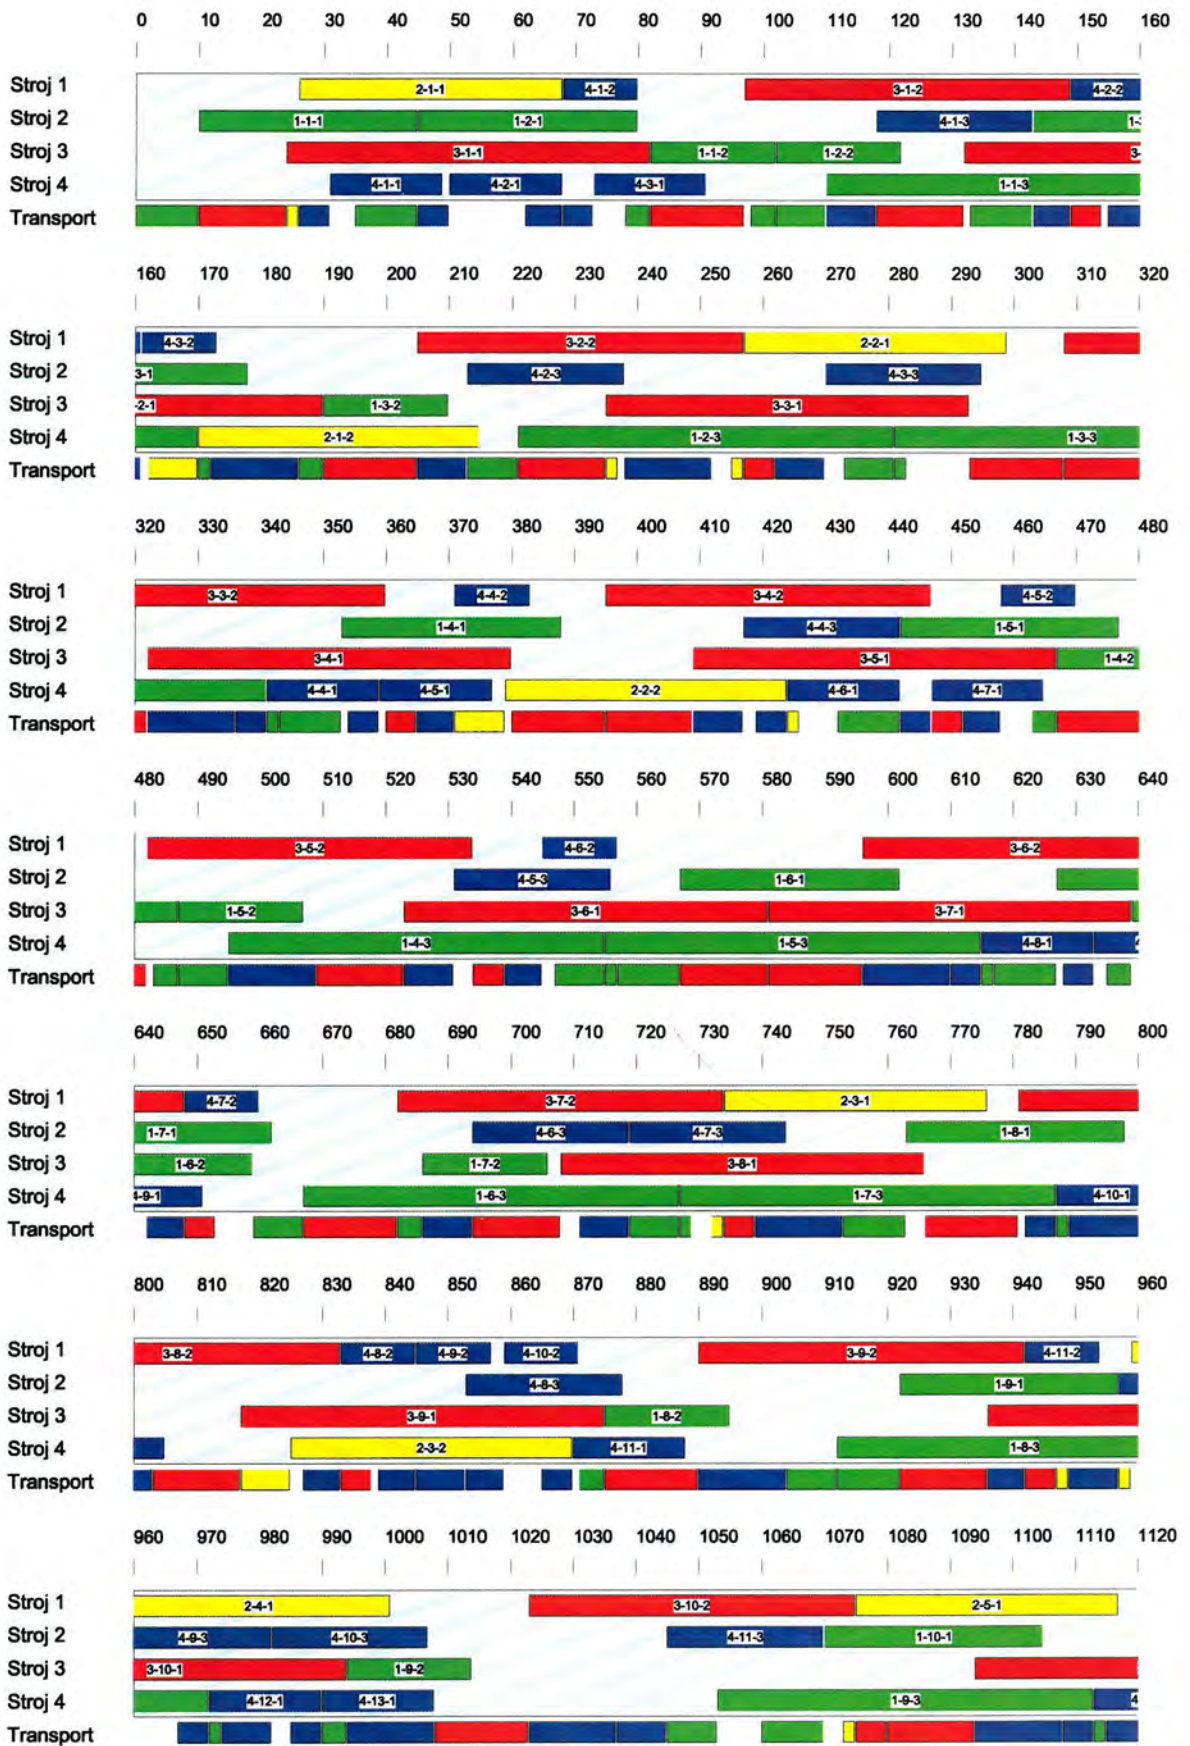 0 10 20 30 40 50 60 70 80 90 100 110 120 130 140 150 160
Stroj 1 2-1-1 4-1-2 3-1-2 4-2-2
Stroj 2 1-1-1 1-2-1 4-1-3 1-
Stroj 3 3-1-1 1-1-2 1-2-2 3-
Stroj 4 4-1-1 4-2-1 4-3-1 1-1-3
Transport
160 170 180 190 200 210 220 230 240 250 260 270 280 290 300 310 320
Stroj 1 4-3-2 3-2-2 2-2-1
Stroj 2 3-1 4-2-3 4-3-3
Stroj 3 -2-1 1-3-2 3-3-1
Stroj 4 2-1-2 1-2-3 1-3-3
Transport
320 330 340 350 360 370 380 390 400 410 420 430 440 450 460 470 480
Stroj 1 3-3-2 4-4-2 3-4-2 4-5-2
Stroj 2 1-4-1 4-4-3 1-5-1
Stroj 3 3-4-1 3-5-1 1-4-2
Stroj 4 4-4-1 4-5-1 2-2-2 4-6-1 4-7-1
Transport
480 490 500 510 520 530 540 550 560 570 580 590 600 610 620 630 640
Stroj 1 3-5-2 4-6-2 3-6-2
Stroj 2 4-5-3 1-6-1
Stroj 3 1-5-2 3-6-1 3-7-1
Stroj 4 1-4-3 1-5-3 4-8-1
Transport
640 650 660 670 680 690 700 710 720 730 740 750 760 770 780 790 800
Stroj 1 4-7-2 3-7-2 2-3-1
Stroj 2 1-7-1 4-6-3 4-7-3 1-8-1
Stroj 3 1-6-2 1-7-2 3-8-1
Stroj 4 4-9-1 1-6-3 1-7-3 4-10-1
Transport
800 810 820 830 840 850 860 870 880 890 900 910 920 930 940 950 960
Stroj 1 3-8-2 4-8-2 4-9-2 4-10-2 3-9-2 4-11-2
Stroj 2 4-8-3 1-9-1
Stroj 3 3-9-1 1-8-2
Stroj 4 2-3-2 4-11-1 1-8-3
Transport
960 970 980 990 1000 1010 1020 1030 1040 1050 1060 1070 1080 1090 1100 1110 1120
Stroj 1 2-4-1 3-10-2 2-5-1
Stroj 2 4-9-3 4-10-3 4-11-3 1-10-1
Stroj 3 3-10-1 1-9-2
Stroj 4 4-12-1 4-13-1 1-9-3 4
Transport